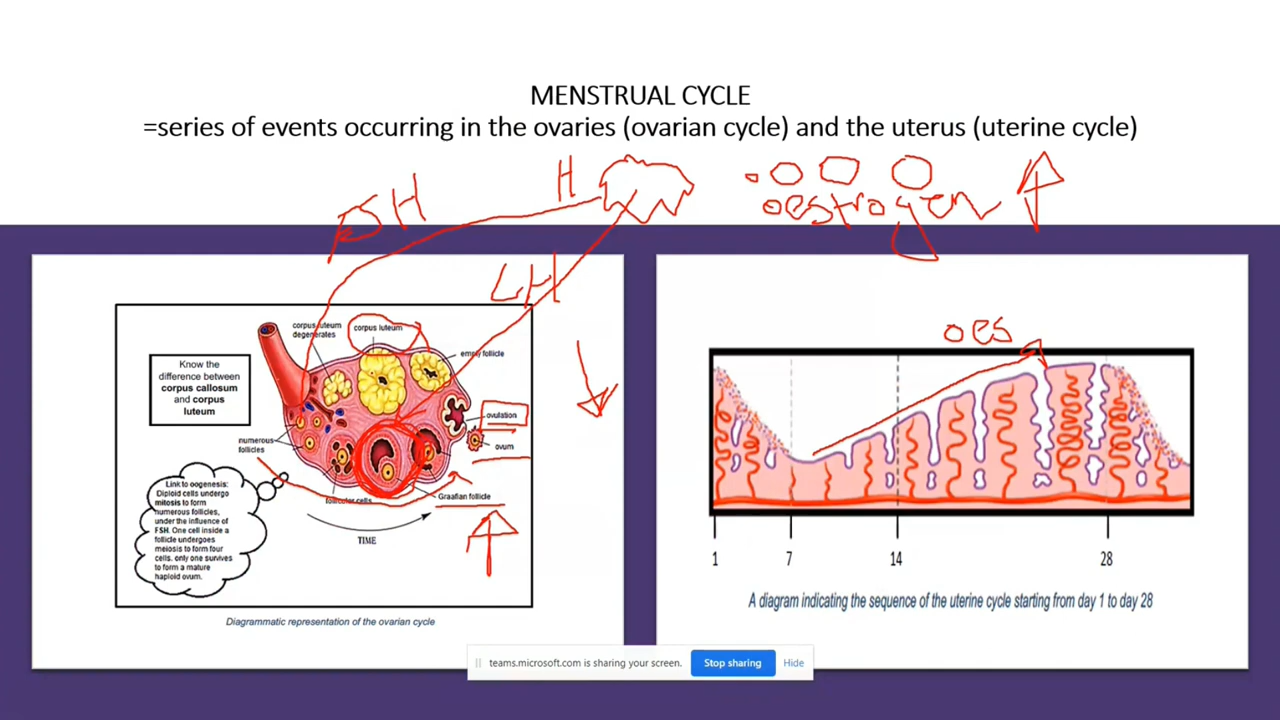 MENSTRUAL CYCLE
=series of events occurring in the ovaries (ovarian cycle) and the uterus (uterine cycle)
H
FSH
oestrogen
LH
corpus luteum
degenerates
corpus luteum
empty follicle
Know the
difference between
corpus callosum
and corpus
luteum
ovulation
ovum
numerous
follicles
Graafian follicle
follicular cells
Link to oogenesis:
Diploid cells undergo
mitosis to form
numerous follicles,
under the influence of
FSH. One cell inside a
follicle undergoes
meiosis to form four
cells. only one survives
to form a mature
haploid ovum.
TIME
Diagrammatic representation of the ovarian cycle
oes
1 7 14 28
A diagram indicating the sequence of the uterine cycle starting from day 1 to day 28
teams.microsoft.com is sharing your screen.
Stop sharing
Hide